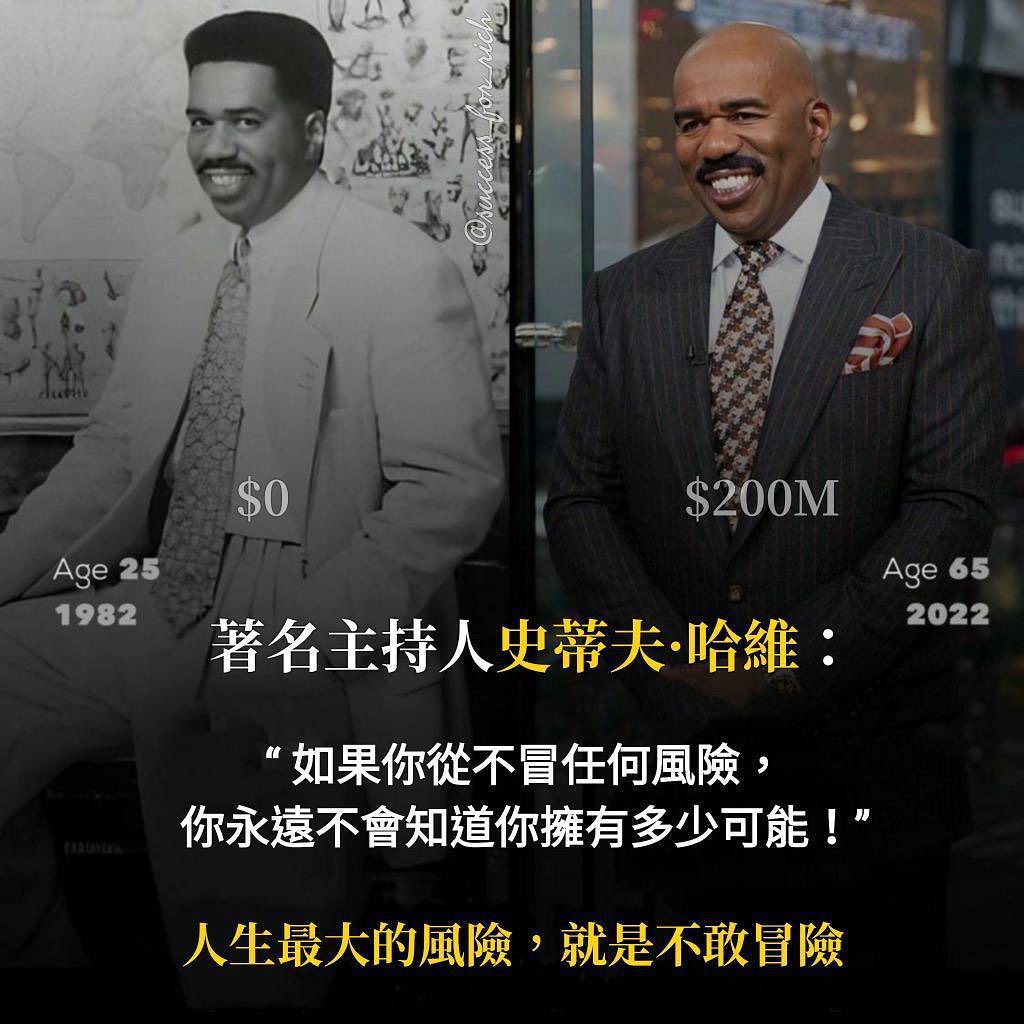 @success_for_rich
$0
$200M
Age 25
1982
Age 65
2022
著名主持人史蒂夫·哈維：
“ 如果你從不冒任何風險，
你永遠不會知道你擁有多少可能！”
人生最大的風險，就是不敢冒險